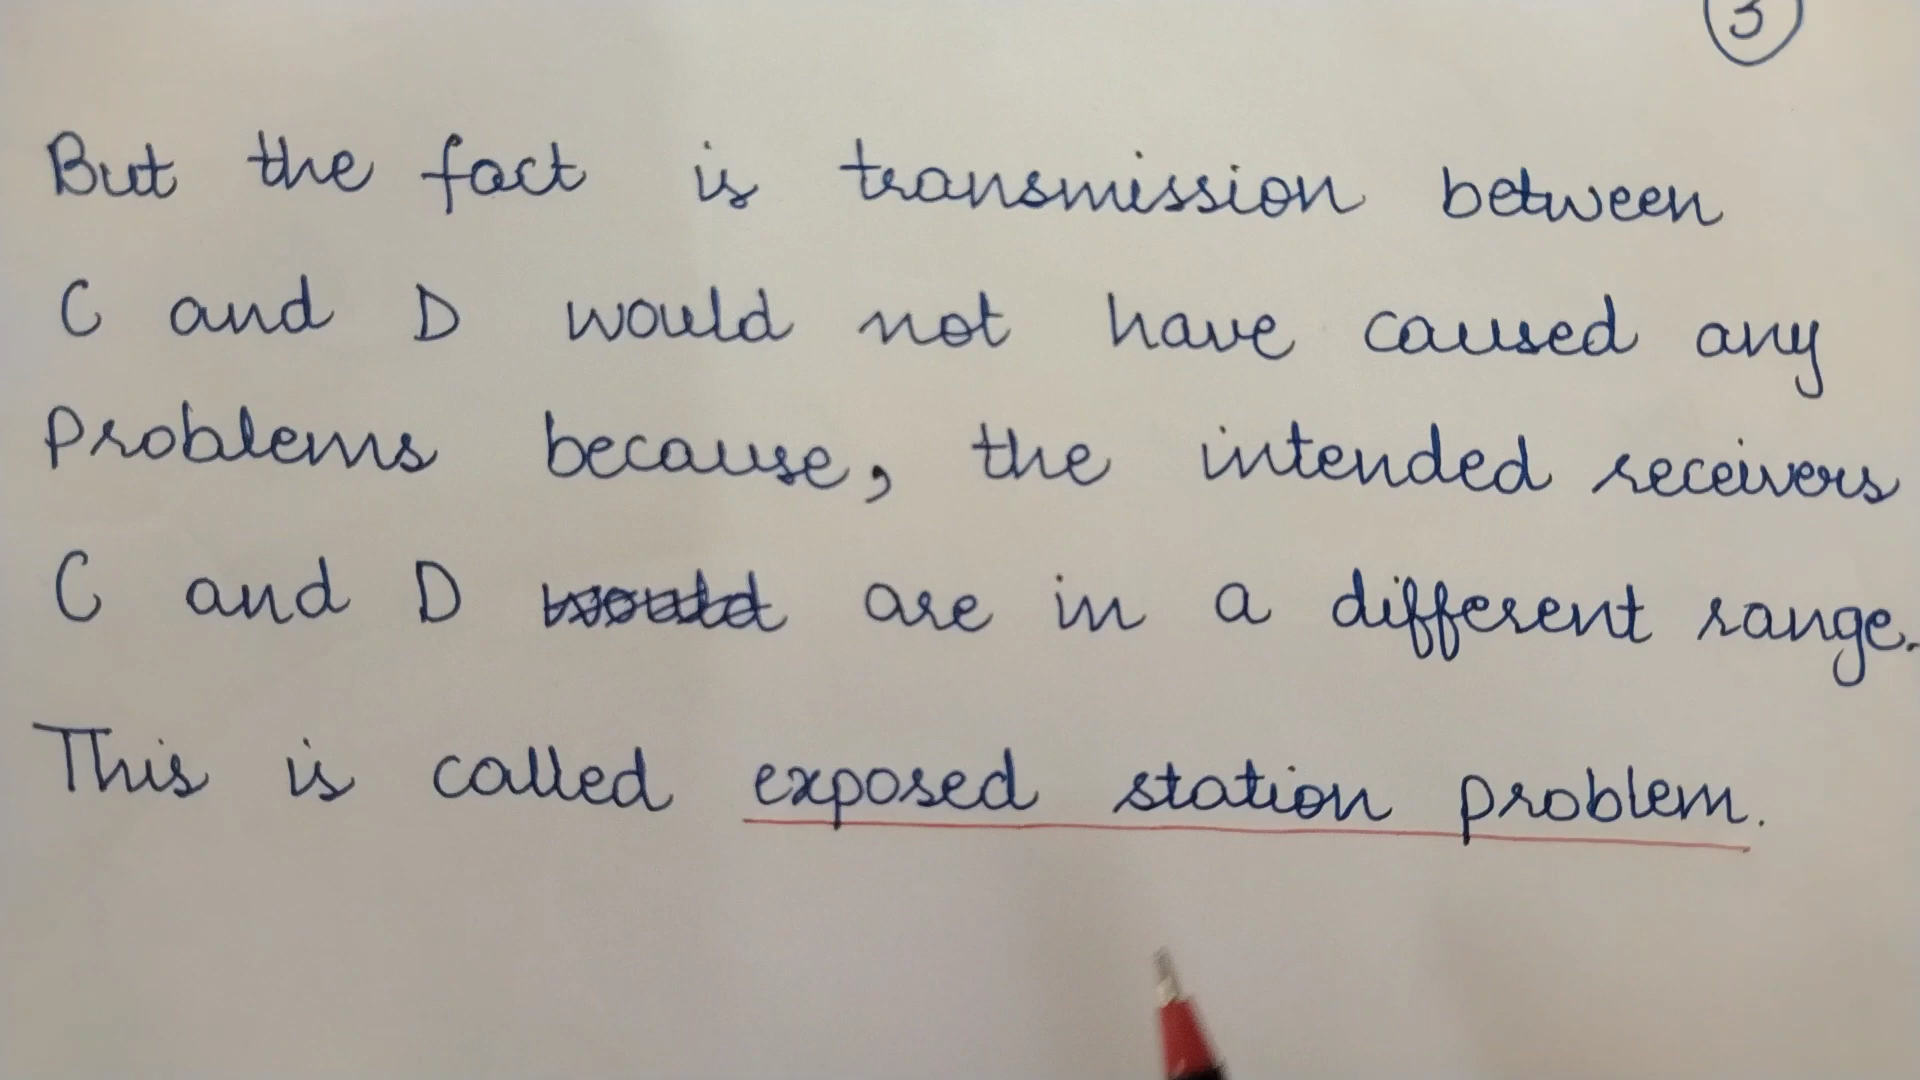 3
But the fact is transmission between
C and D would not have caused any
Problems because, the intended receivers
C and D would are in a different range.
This is called exposed station problem.